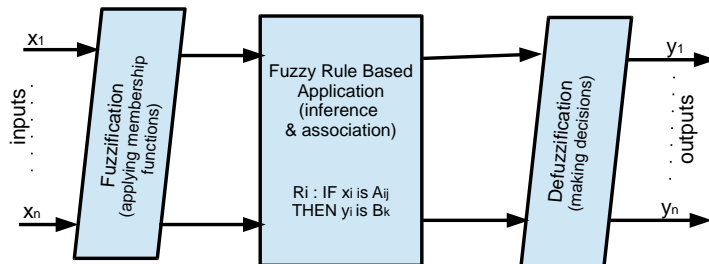 x1
xn
inputs
Fuzzification
(applying membership
functions)
Fuzzy Rule Based
Application
(inference
& association)
Ri : IF xi is Aij
THEN yi is Bk
Defuzzification
(making decisions)
y1
yn
outputs